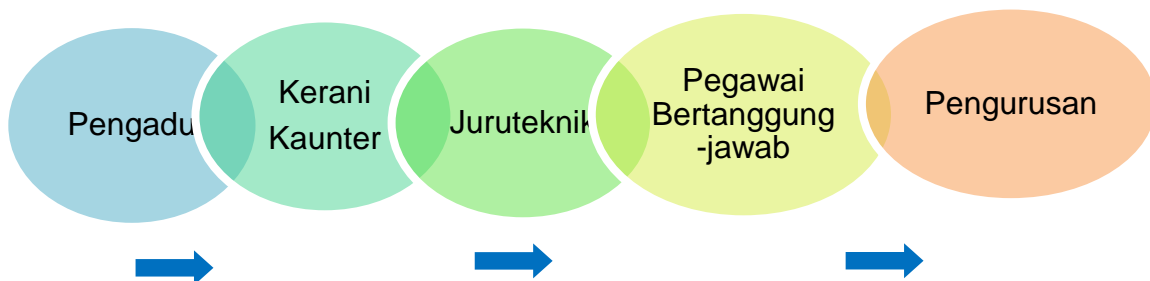 Pengadu
Kerani
Kaunter
Juruteknik
Pegawai
Bertanggung
-jawab
Pengurusan